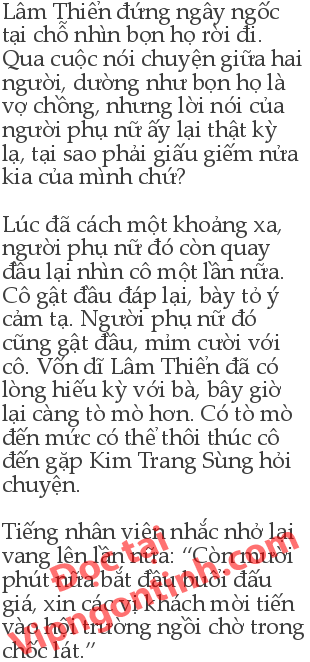 Lâm Thiển đứng ngây ngốc
tại chỗ nhìn bọn họ rời đi.
Qua cuộc nói chuyện giữa hai
người, dường như bọn họ là
vợ chồng, nhưng lời nói của
người phụ nữ ấy lại thật kỳ
lạ, tại sao phải giấu giếm nửa
kia của mình chứ?
Lúc đã cách một khoảng xa,
người phụ nữ đó còn quay
đầu lại nhìn cô một lần nữa.
Cô gật đầu đáp lại, bày tỏ ý
cảm tạ. Người phụ nữ đó
cũng gật đầu, mỉm cười với
cô. Vốn dĩ Lâm Thiển đã có
lòng hiếu kỳ với bà, bây giờ
lại càng tò mò hơn. Có tò mò
đến mức có thể thôi thúc cô
đến gặp Kim Trang Sùng hỏi
chuyện.
Tiếng nhân viên nhắc nhở lại
vang lên lần nữa: “Còn mười
phút nữa bắt đầu buổi đấu
giá, xin các vị khách mời tiến
vào hội trường ngồi chờ trong
chốc lát.”
Đọc tại
Vipngontinh.com